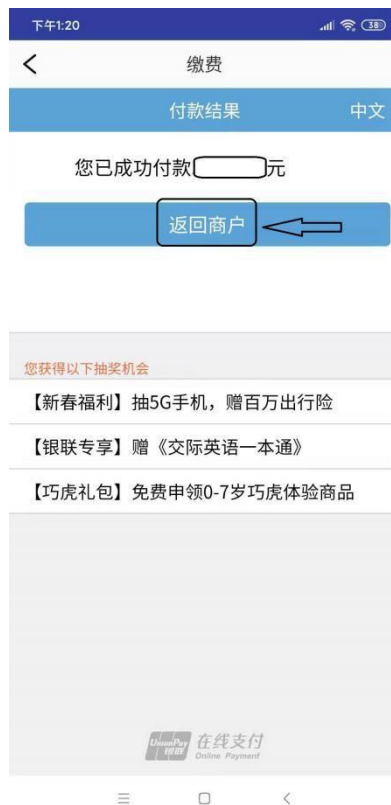 下午1:20
38
缴费
付款结果
中文
您已成功付款 元
返回商户
您获得以下抽奖机会
【新春福利】抽5G手机，赠百万出行险
【银联专享】赠《交际英语一本通》
【巧虎礼包】免费申领0-7岁巧虎体验商品
UnionPay
银联
在线支付
Online Payment